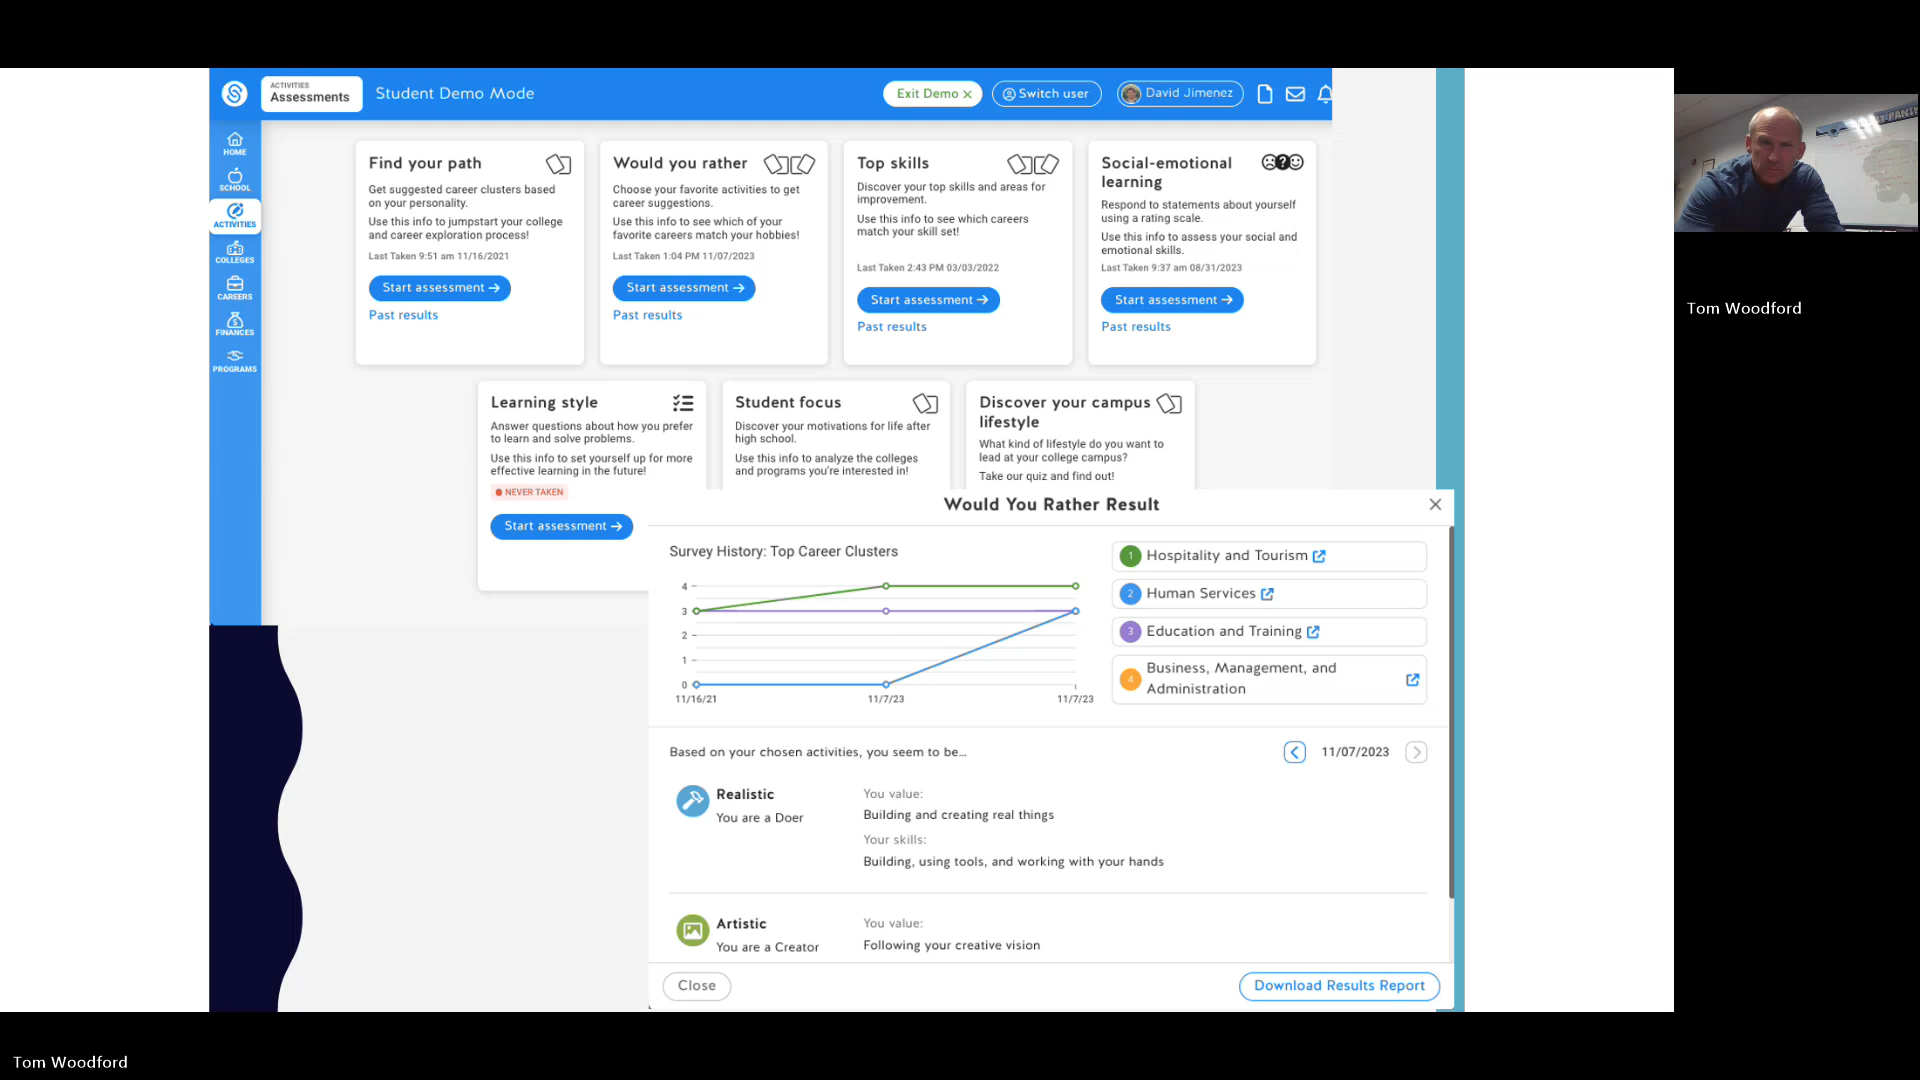 ACTIVITIES
Assessments
Student Demo Mode
Exit Demo ×
Switch user
David Jimenez
HOME
SCHOOL
ACTIVITIES
COLLEGES
CAREERS
FINANCES
PROGRAMS
Find your path
Get suggested career clusters based
on your personality.
Use this info to jumpstart your college
and career exploration process!
Last Taken 9:51 am 11/16/2021
Start assessment →
Past results
Would you rather
Choose your favorite activities to get
career suggestions.
Use this info to see which of your
favorite careers match your hobbies!
Last Taken 1:04 PM 11/07/2023
Start assessment →
Past results
Top skills
Discover your top skills and areas for
improvement.
Use this info to see which careers
match your skill set!
Last Taken 2:43 PM 03/03/2022
Start assessment →
Past results
Social-emotional
learning
Respond to statements about yourself
using a rating scale.
Use this info to assess your social and
emotional skills.
Last Taken 9:37 am 08/31/2023
Start assessment →
Past results
Learning style
Answer questions about how you prefer
to learn and solve problems.
Use this info to set yourself up for more
effective learning in the future!
NEVER TAKEN
Start assessment →
Student focus
Discover your motivations for life after
high school.
Use this info to analyze the colleges
and programs you're interested in!
Discover your campus
lifestyle
What kind of lifestyle do you want to
lead at your college campus?
Take our quiz and find out!
Would You Rather Result
Survey History: Top Career Clusters
4
3
2
1
0
11/16/21
11/7/23
11/7/23
1 Hospitality and Tourism
2 Human Services
3 Education and Training
4 Business, Management, and
Administration
Based on your chosen activities, you seem to be...
11/07/2023
Realistic
You are a Doer
You value:
Building and creating real things
Your skills:
Building, using tools, and working with your hands
Artistic
You are a Creator
You value:
Following your creative vision
Close
Download Results Report
Tom Woodford
Tom Woodford